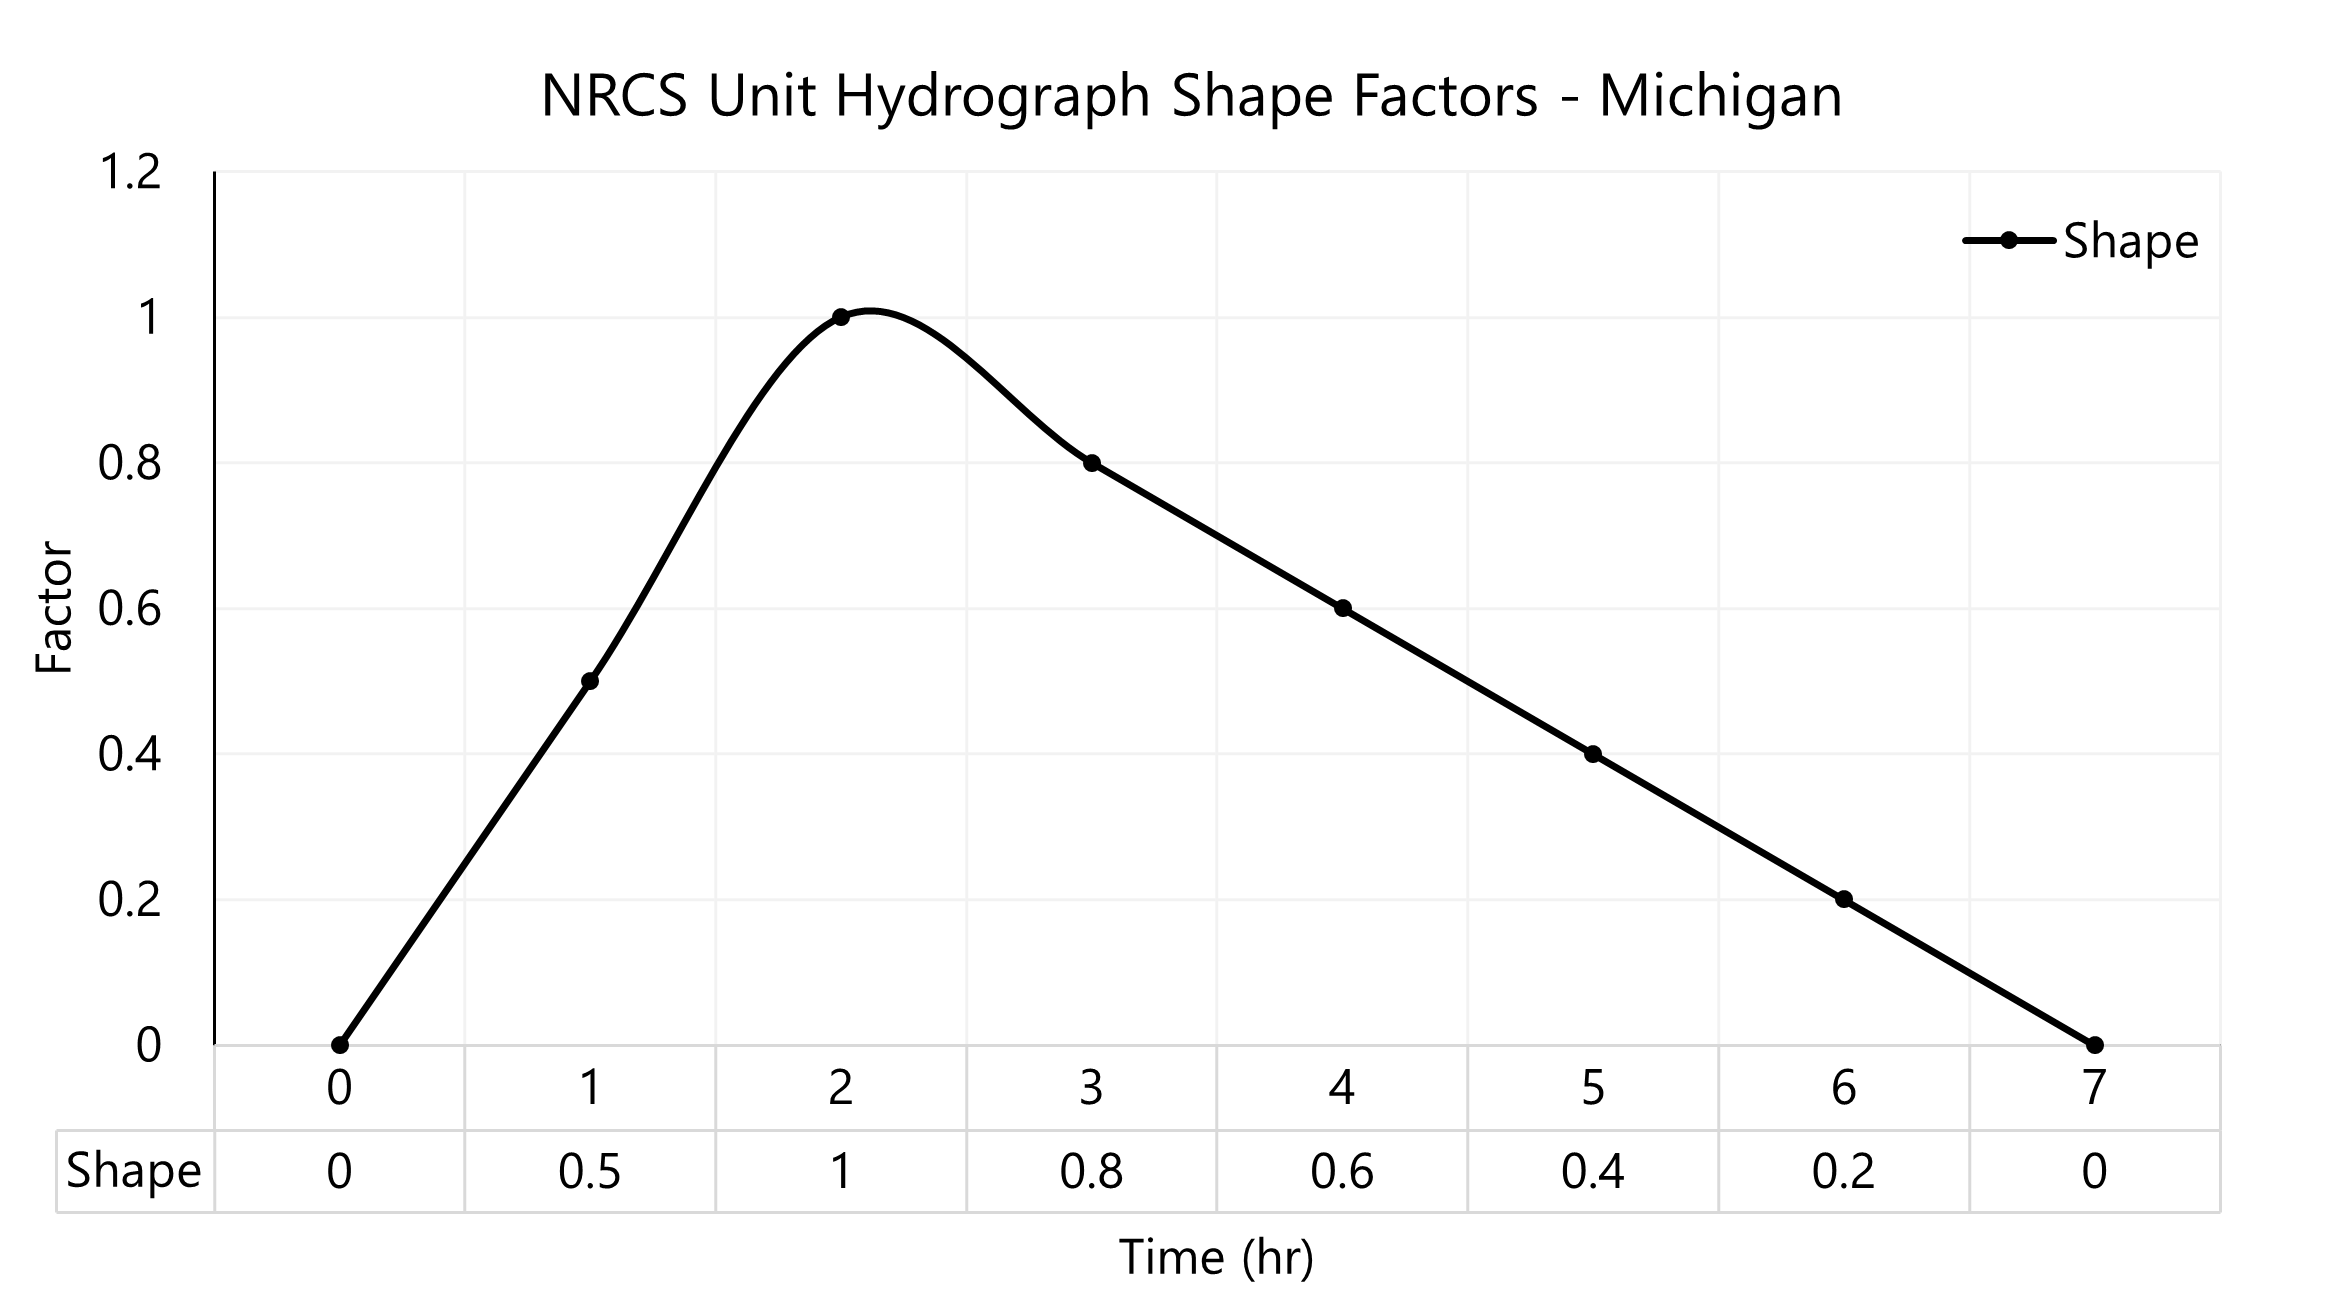 NRCS Unit Hydrograph Shape Factors - Michigan
1.2
Shape
1
0.8
0.6
Factor
0.4
0.2
0
0 1 2 3 4 5 6 7
Shape 0 0.5 1 0.8 0.6 0.4 0.2 0
Time (hr)